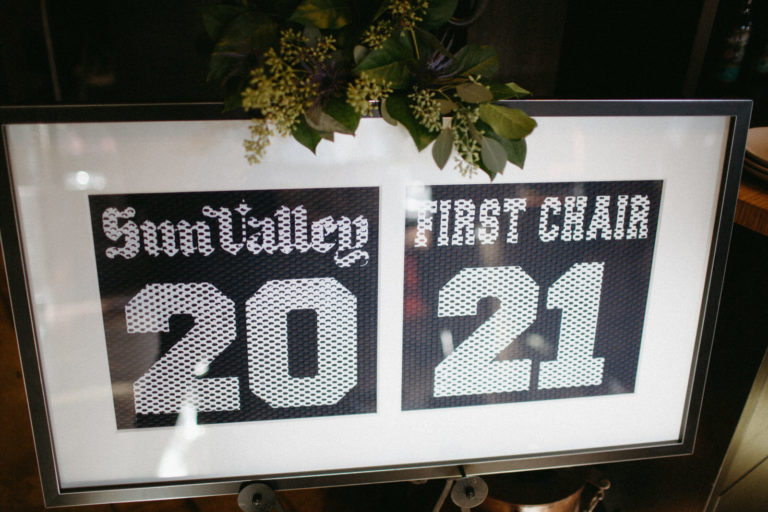 Sun Valley
20
FIRST CHAIR
21